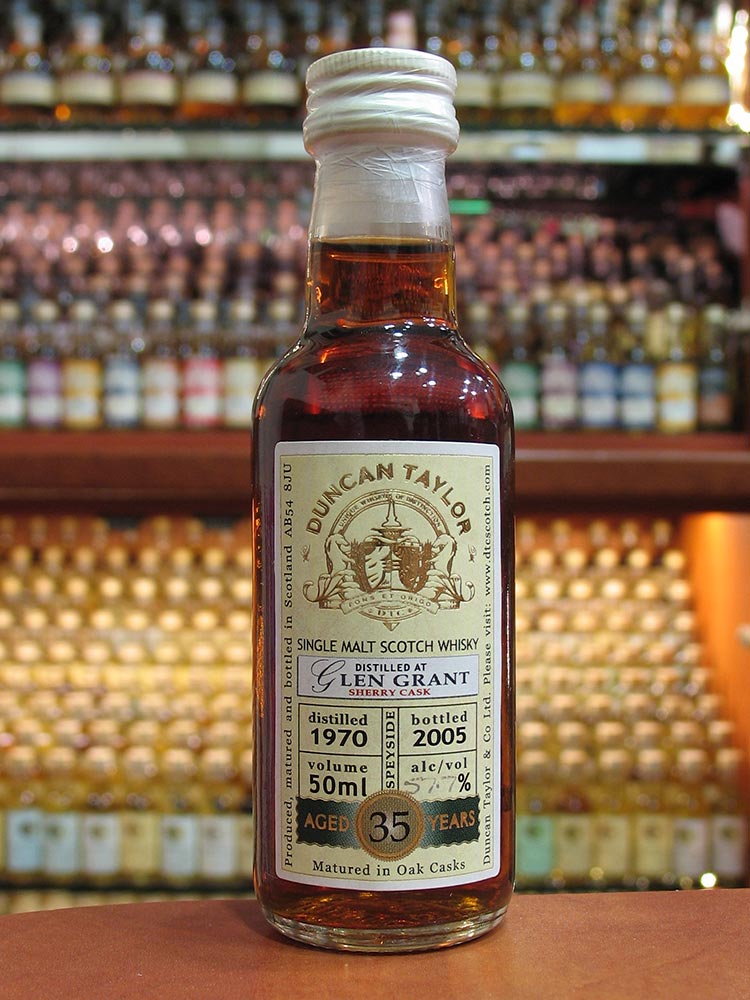 DUNCAN TAYLOR
FONS ET ORIGO
DTC
SINGLE MALT SCOTCH WHISKY
DISTILLED AT
GLEN GRANT
SHERRY CASK
distilled
1970
SPEYSIDE
bottled
2005
volume
50ml
alc/vol
57.7%
AGED 35 YEARS
Matured in Oak Casks
Produced, matured and bottled in Scotland AB54 8JU
Duncan Taylor & Co Ltd. Please visit: www.dtcscotch.com